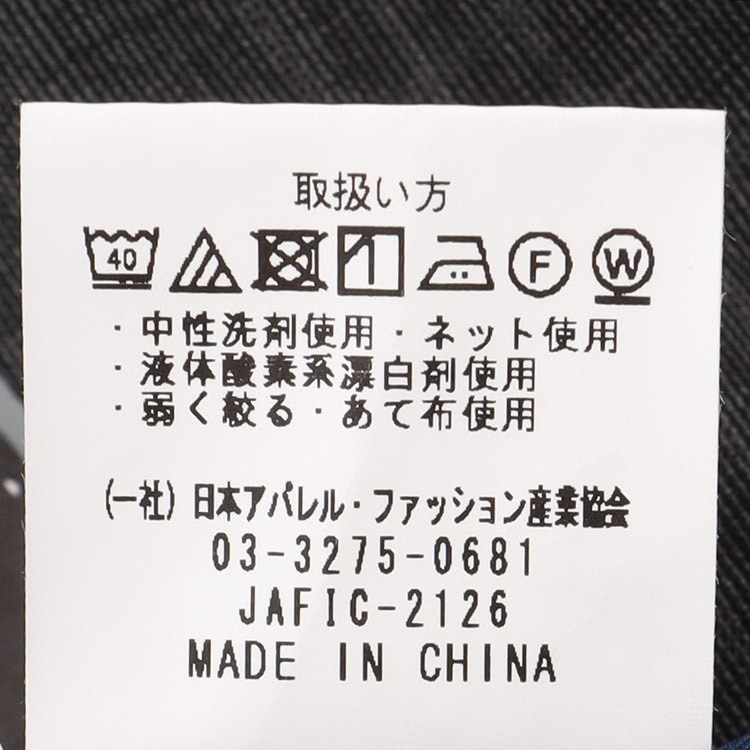 取扱い方
40 F W
・中性洗剤使用・ネット使用
・液体酸素系漂白剤使用
・弱く絞る・あて布使用
(一社)日本アパレル・ファッション産業協会
03-3275-0681
JAFIC-2126
MADE IN CHINA